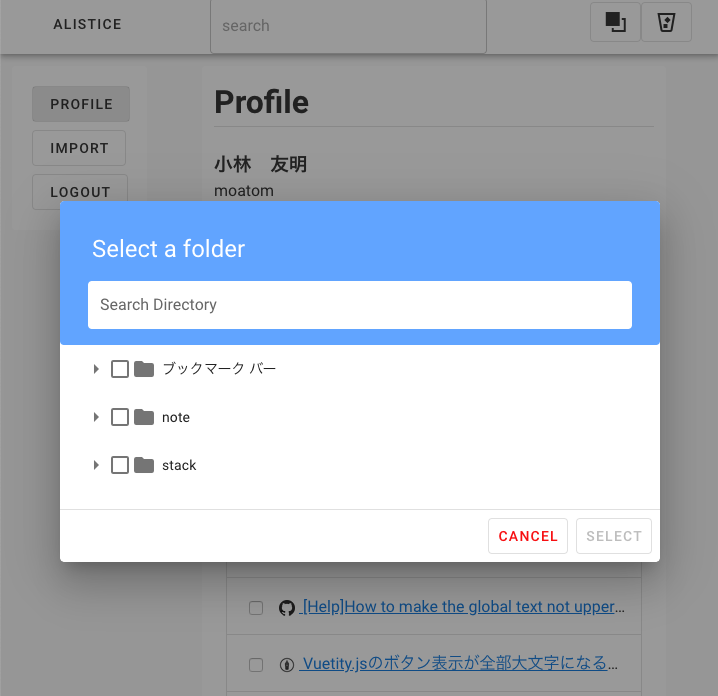 ALISTICE
search
PROFILE
IMPORT
LOGOUT
Profile
小林　友明
moatom
Select a folder
Search Directory
ブックマーク バー
note
stack
CANCEL
SELECT
[Help]How to make the global text not upper…
Vuetity.jsのボタン表示が全部大文字になる…